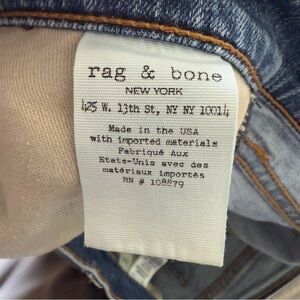 rag & bone
NEW YORK
425 W. 13th St, NY NY 10014
Made in the USA
with imported materials
Fabriqué Aux
Etats-Unis avec des
matériaux importés
RN # 108879